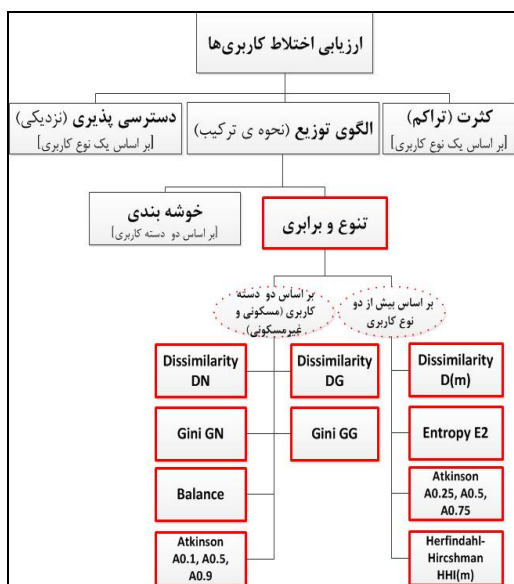 ارزیابی اختلاط کاربری‌ها
کثرت (تراکم)
[بر اساس یک نوع کاربری]
الگوی توزیع (نحوه ی ترکیب)
دسترسی پذیری (نزدیکی)
[بر اساس یک نوع کاربری]
تنوع و برابری
خوشه بندی
[بر اساس دو دسته کاربری]
بر اساس بیش از دو
نوع کاربری
بر اساس دو دسته
کاربری (مسکونی و
غیرمسکونی)
Dissimilarity
DN
Dissimilarity
DG
Dissimilarity
D(m)
Gini GN
Gini GG
Entropy E2
Balance
Atkinson
A0.25, A0.5,
A0.75
Atkinson
A0.1, A0.5,
A0.9
Herfindahl-
Hircshman
HHI(m)